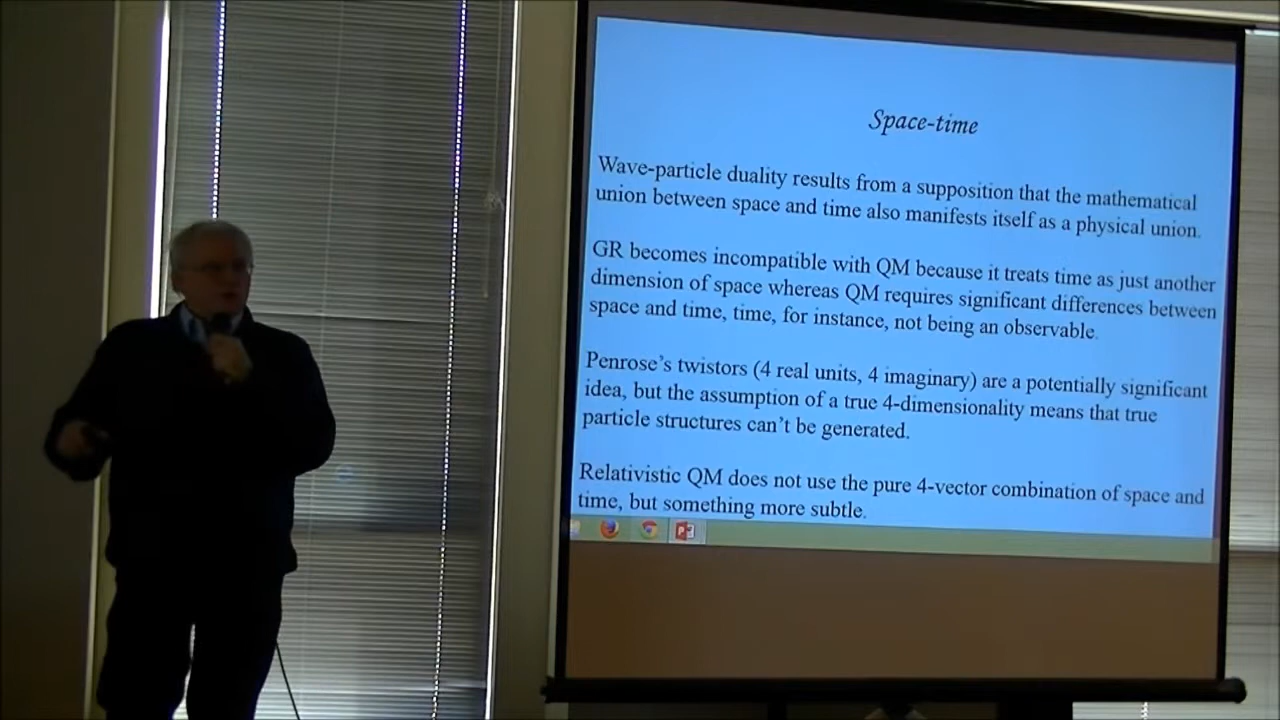 Space-time
Wave-particle duality results from a supposition that the mathematical
union between space and time also manifests itself as a physical union.
GR becomes incompatible with QM because it treats time as just another
dimension of space whereas QM requires significant differences between
space and time, time, for instance, not being an observable.
Penrose’s twistors (4 real units, 4 imaginary) are a potentially significant
idea, but the assumption of a true 4-dimensionality means that true
particle structures can’t be generated.
Relativistic QM does not use the pure 4-vector combination of space and
time, but something more subtle.